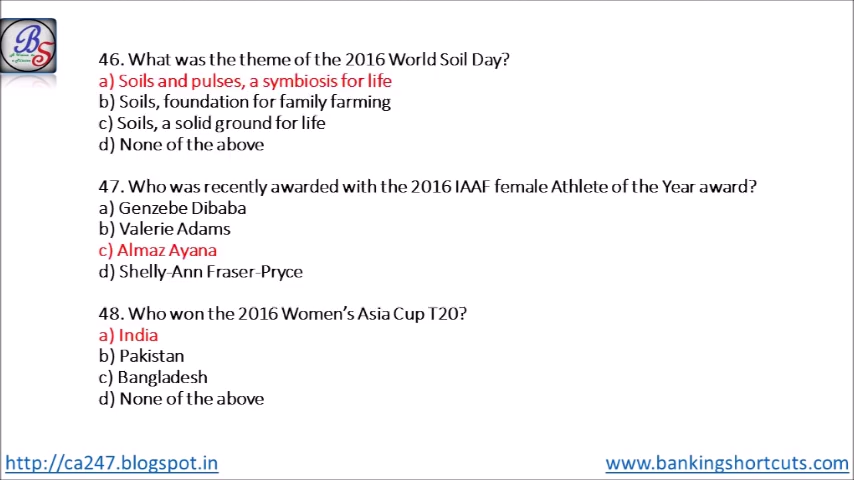 BS
46. What was the theme of the 2016 World Soil Day?
a) Soils and pulses, a symbiosis for life
b) Soils, foundation for family farming
c) Soils, a solid ground for life
d) None of the above
47. Who was recently awarded with the 2016 IAAF female Athlete of the Year award?
a) Genzebe Dibaba
b) Valerie Adams
c) Almaz Ayana
d) Shelly-Ann Fraser-Pryce
48. Who won the 2016 Women's Asia Cup T20?
a) India
b) Pakistan
c) Bangladesh
d) None of the above
http://ca247.blogspot.in
www.bankingshortcuts.com